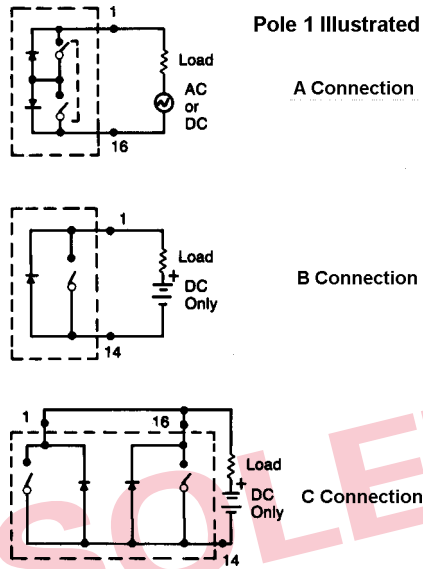 Pole 1 Illustrated
1
Load
AC
or
DC
16
A Connection
1
Load
+
DC
Only
14
B Connection
1
16
Load
+
DC
Only
14
C Connection
SOLET